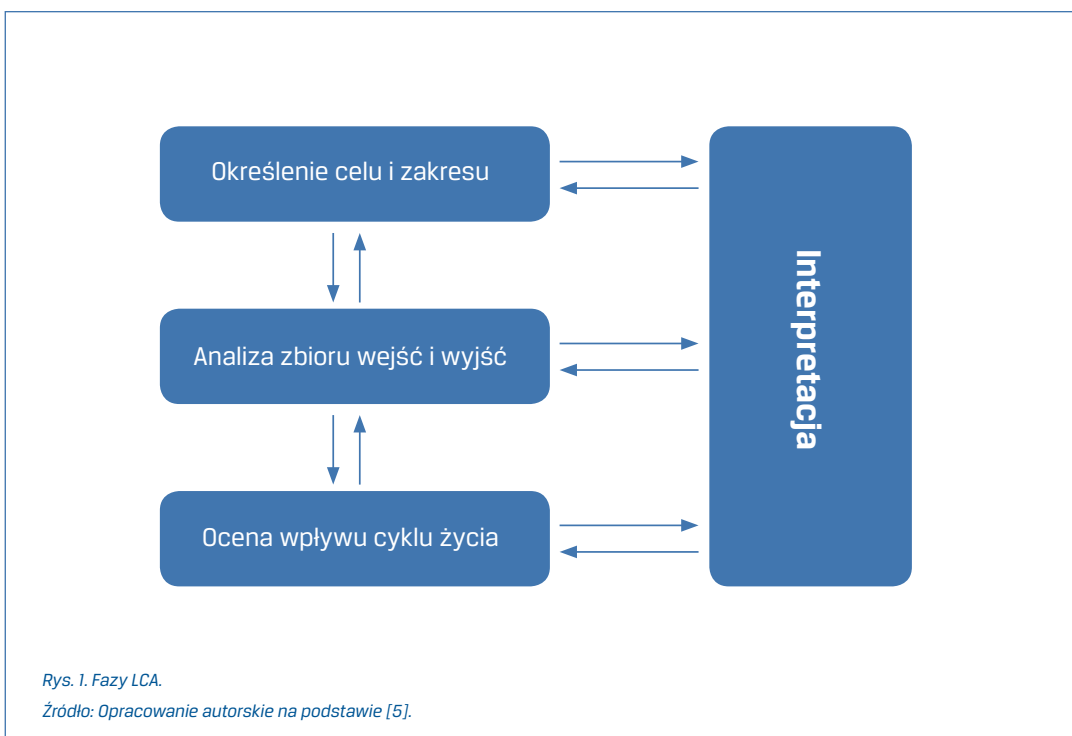 Określenie celu i zakresu
Analiza zbioru wejść i wyjść
Ocena wpływu cyklu życia
Interpretacja
Rys. 1. Fazy LCA.
Źródło: Opracowanie autorskie na podstawie [5].